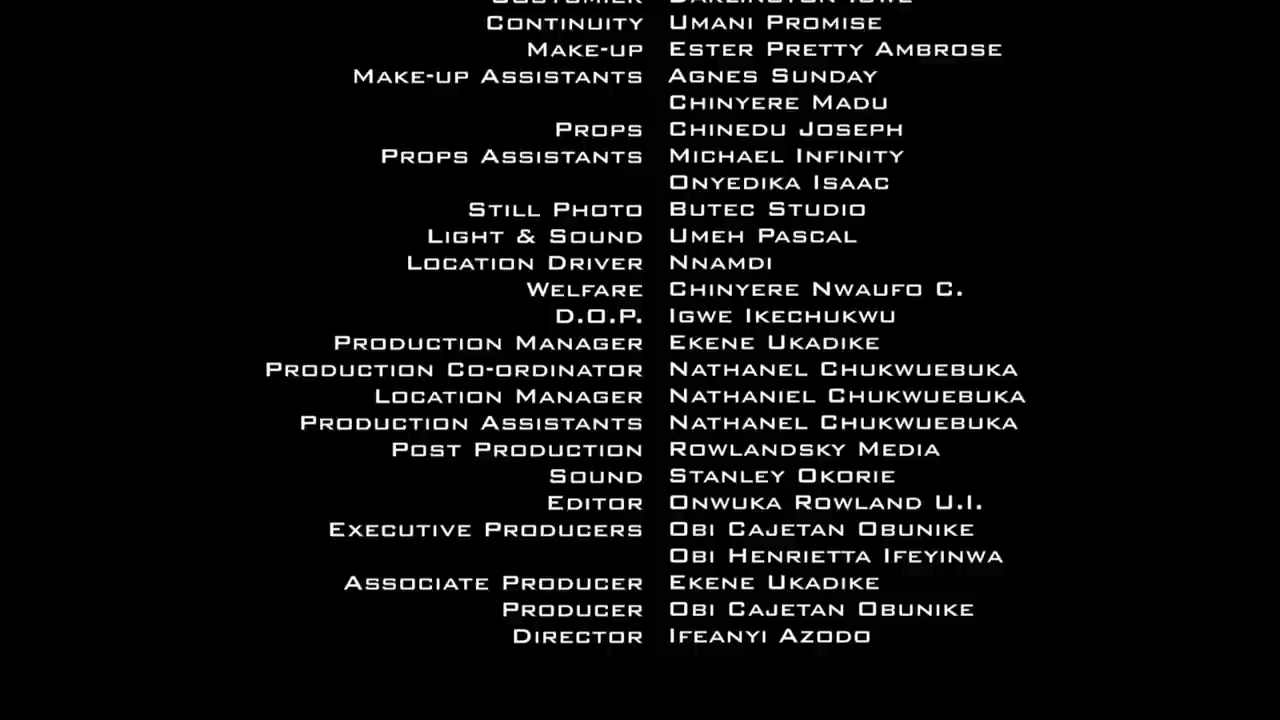 Continuity Umani Promise
Make-up Ester Pretty Ambrose
Make-up Assistants Agnes Sunday
Chinyere Madu
Props Chinedu Joseph
Props Assistants Michael Infinity
Onyedika Isaac
Still Photo Butec Studio
Light & Sound Umeh Pascal
Location Driver Nnamdi
Welfare Chinyere Nwaufo C.
D.O.P. Igwe Ikechukwu
Production Manager Ekene Ukadike
Production Co-ordinator Nathanel Chukwuebuka
Location Manager Nathaniel Chukwuebuka
Production Assistants Nathanel Chukwuebuka
Post Production Rowlandsky Media
Sound Stanley Okorie
Editor Onwuka Rowland U.I.
Executive Producers Obi Cajetan Obunike
Obi Henrietta Ifeyinwa
Associate Producer Ekene Ukadike
Producer Obi Cajetan Obunike
Director Ifeanyi Azodo